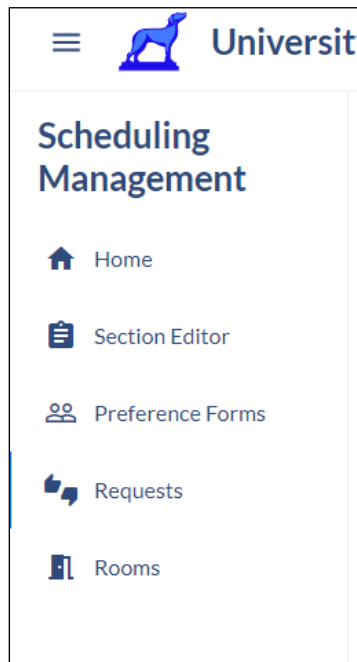 Universit
Scheduling
Management
Home
Section Editor
Preference Forms
Requests
Rooms